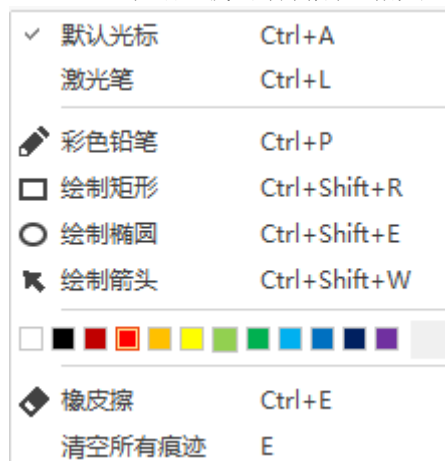 默认光标 Ctrl+A
激光笔 Ctrl+L
彩色铅笔 Ctrl+P
绘制矩形 Ctrl+Shift+R
绘制椭圆 Ctrl+Shift+E
绘制箭头 Ctrl+Shift+W
橡皮擦 Ctrl+E
清空所有痕迹 E